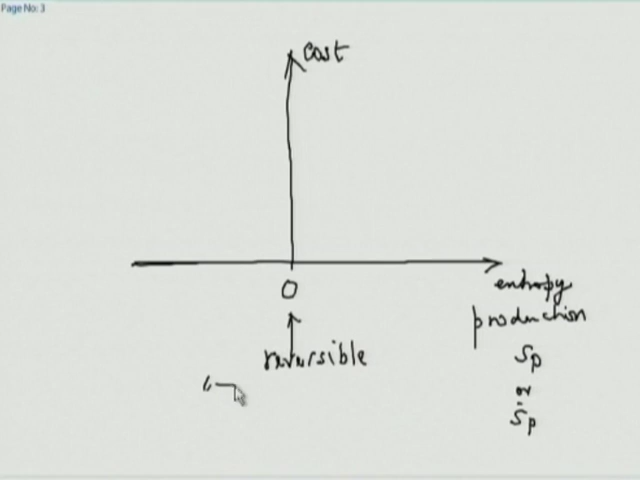 Page No: 3
cost
0
reversible
entropy
production
Sp
or
Ṡp